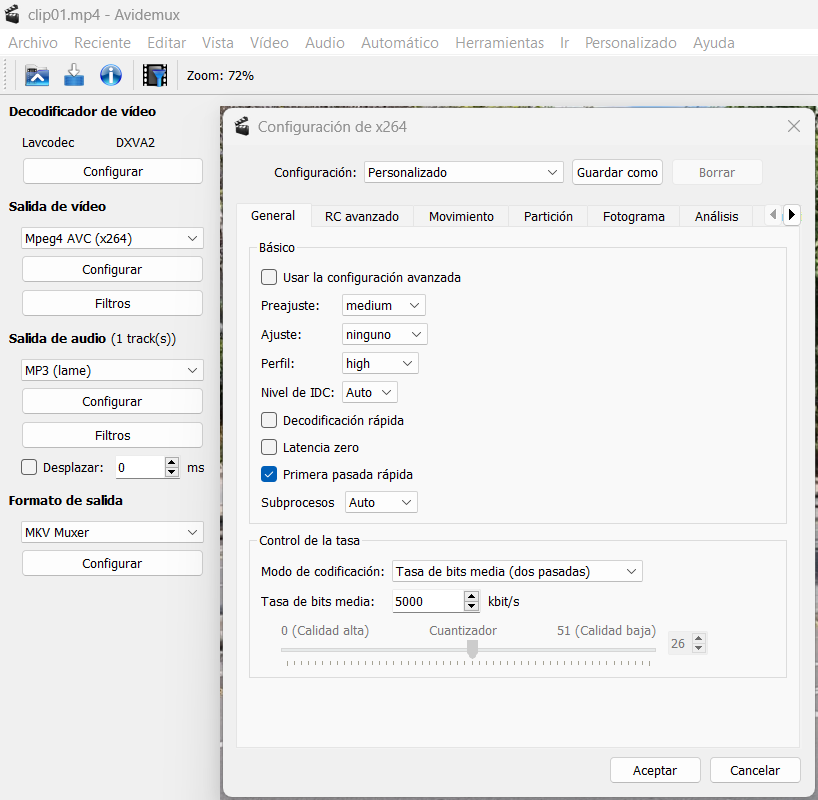 clip01.mp4 - Avidemux
Archivo Reciente Editar Vista Vídeo Audio Automático Herramientas Ir Personalizado Ayuda
Zoom: 72%
Decodificador de vídeo
Lavcodec DXVA2
Configurar
Salida de vídeo
Mpeg4 AVC (x264)
Configurar
Filtros
Salida de audio (1 track(s))
MP3 (lame)
Configurar
Filtros
Desplazar: 0 ms
Formato de salida
MKV Muxer
Configurar
Configuración de x264
Configuración: Personalizado Guardar como Borrar
General RC avanzado Movimiento Partición Fotograma Análisis
Básico
Usar la configuración avanzada
Preajuste: medium
Ajuste: ninguno
Perfil: high
Nivel de IDC: Auto
Decodificación rápida
Latencia zero
Primera pasada rápida
Subprocesos Auto
Control de la tasa
Modo de codificación: Tasa de bits media (dos pasadas)
Tasa de bits media: 5000 kbit/s
0 (Calidad alta) Cuantizador 51 (Calidad baja)
26
Aceptar Cancelar